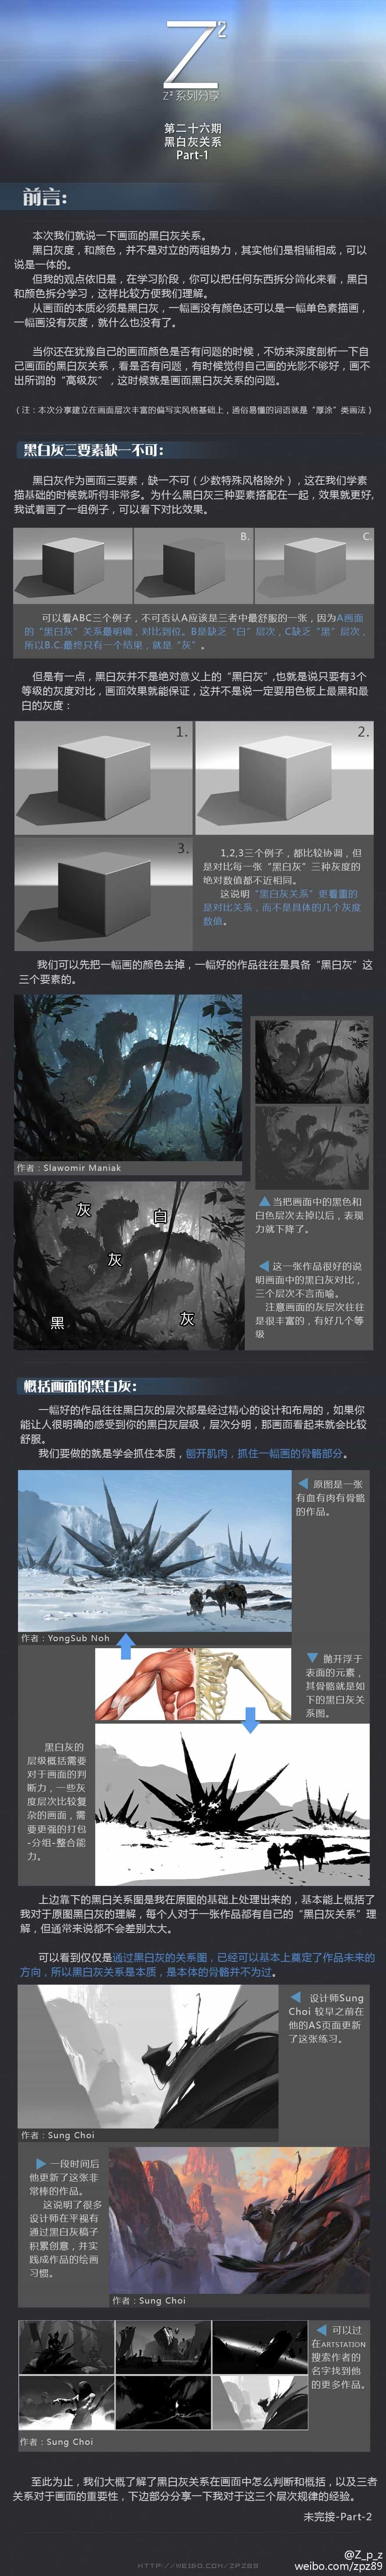 Z²
Z² 系列分享
第二十六期
黑白灰关系
Part-1
前言:
本次我们就说一下画面的黑白灰关系。
黑白灰度，和颜色，并不是对立的两组势力，其实他们是相辅相成，可以
说是一体的。
但我的观点依旧是，在学习阶段，你可以把任何东西拆分简化来看，黑白
和颜色拆分学习，这样比较方便我们理解。
从画面的本质必须是黑白灰，一幅画没有颜色还可以是一幅单色素描画，
一幅画没有灰度，就什么也没有了。
当你还在犹豫自己的画面颜色是否有问题的时候，不妨来深度剖析一下自
己画面的黑白灰关系，看是否有问题，有时候觉得自己画的光影不够好，画不
出所谓的“高级灰”，这时候就是画面黑白灰关系的问题。
（注：本次分享建立在画面层次丰富的偏写实风格基础上，通俗易懂的词语就是“厚涂”类画法）
黑白灰三要素缺一不可:
黑白灰作为画面三要素，缺一不可（少数特殊风格除外），这在我们学素
描基础的时候就听得非常多。为什么黑白灰三种要素搭配在一起，效果就更好，
我试着画了一组例子，可以看下对比效果。
B.
C.
可以看ABC三个例子，不可否认A应该是三者中最舒服的一张，因为A画面
的“黑白灰”关系最明确，对比到位。B是缺乏“白”层次，C缺乏“黑”层次，
所以B.C.最终只有一个结果，就是“灰”。
但是有一点，黑白灰并不是绝对意义上的“黑白灰”,也就是说只要有3个
等级的灰度对比，画面效果就能保证，这并不是说一定要用色板上最黑和最
白的灰度：
1.
2.
3.
1,2,3三个例子，都比较协调，但
是对比每一张“黑白灰”三种灰度的
绝对数值都不近相同。
这说明“黑白灰关系”更看重的
是对比关系，而不是具体的几个灰度
数值。
我们可以先把一幅画的颜色去掉，一幅好的作品往往是具备“黑白灰”这
三个要素的。
作者：Slawomir Maniak
当把画面中的黑色和
白色层次去掉以后，表现
力就下降了。
灰
白
灰
黑
灰
这一张作品很好的说
明画面中的黑白灰对比，
三个层次不言而喻。
注意画面的灰层次往往
是很丰富的，有好几个等
级
概括画面的黑白灰:
一幅好的作品往往黑白灰的层次都是经过精心的设计和布局的，如果你
能让人很明确的感受到你的黑白灰层级，层次分明，那画面看起来就会比较
舒服。
我们要做的就是学会抓住本质，刨开肌肉，抓住一幅画的骨骼部分。
原图是一张
有血有肉有骨骼
的作品。
作者：YongSub Noh
抛开浮于
表面的元素，
其骨骼就是如
下的黑白灰关
系图。
黑白灰的
层级概括需要
对于画面的判
断力，一些灰
度层次比较复
杂的画面，需
要更强的打包
-分组-整合能
力。
上边靠下的黑白关系图是我在原图的基础上处理出来的，基本能上概括了
我对于原图黑白灰的理解，每个人对于一张作品都有自己的“黑白灰关系”理
解，但通常来说都不会差别太大。
可以看到仅仅是通过黑白灰的关系图，已经可以基本上奠定了作品未来的
方向，所以黑白灰关系是本质，是本体的骨骼并不为过。
设计师Sung
Choi 较早之前在
他的AS页面更新
了这张练习。
作者：Sung Choi
一段时间后
他更新了这张非
常棒的作品。
这说明了很多
设计师在平视有
通过黑白灰稿子
积累创意，并实
践成作品的绘画
习惯。
作者：Sung Choi
可以过
在ARTSTATION
搜索作者的
名字找到他
的更多作品。
作者：Sung Choi
至此为止，我们大概了解了黑白灰关系在画面中怎么判断和概括，以及三者
关系对于画面的重要性，下边部分分享一下我对于这三个层次规律的经验。
未完接-Part-2
HTTP://WEIBO.COM/ZPZ89
@Z_p_z
weibo.com/zpz89